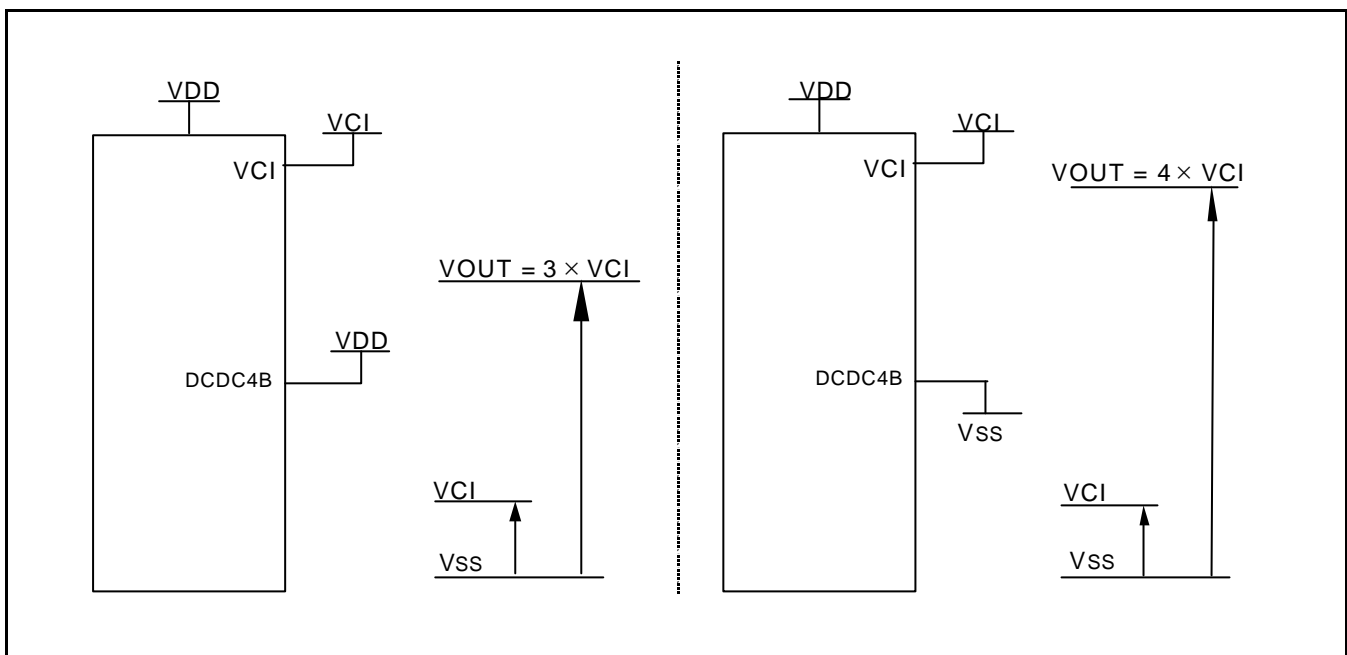 VDD
VCI
VCI
VOUT = 3 × VCI
VDD
DCDC4B
VCI
VSS
VDD
VCI
VCI
VOUT = 4 × VCI
DCDC4B
VSS
VCI
VSS